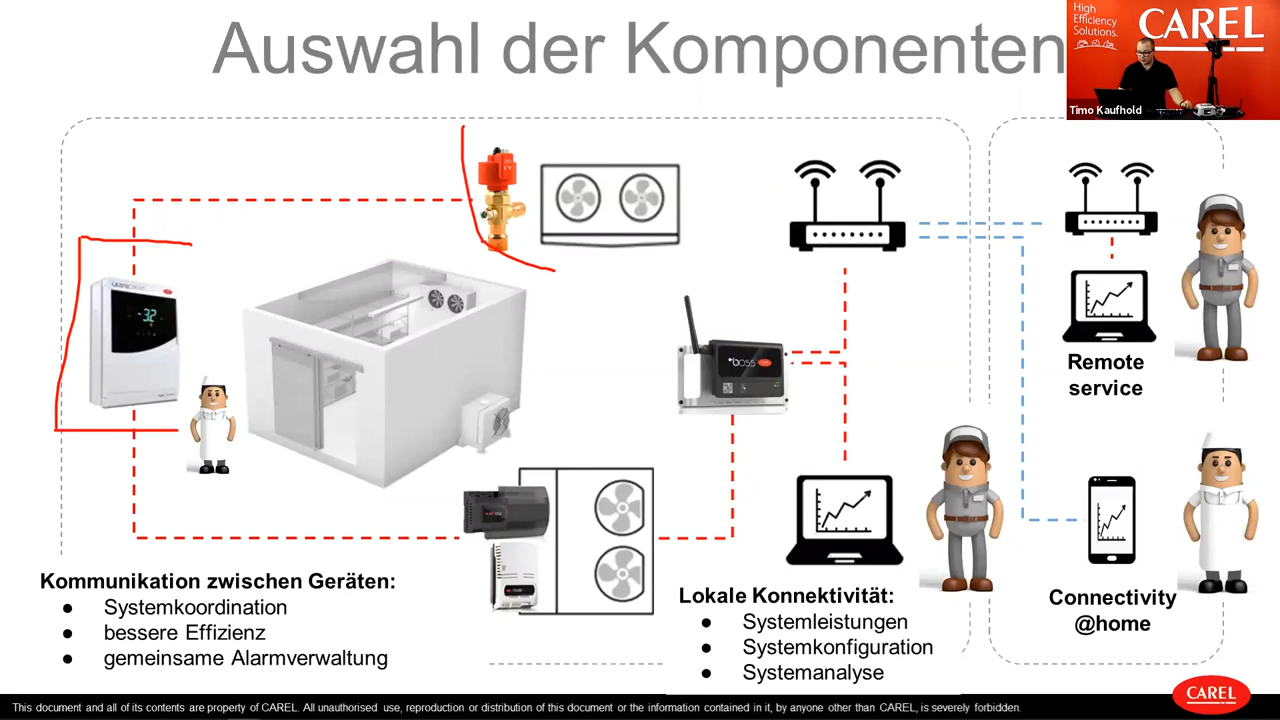 Auswahl der Komponenten
High
Efficiency
Solutions.
CAREL
Timo Kaufhold
-3.2
boss
Remote
service
Kommunikation zwischen Geräten:
● Systemkoordination
● bessere Effizienz
● gemeinsame Alarmverwaltung
Lokale Konnektivität:
● Systemleistungen
● Systemkonfiguration
● Systemanalyse
Connectivity
@home
This document and all of its contents are property of CAREL. All unauthorised use, reproduction or distribution of this document or the information contained in it, by anyone other than CAREL, is severely forbidden.
CAREL